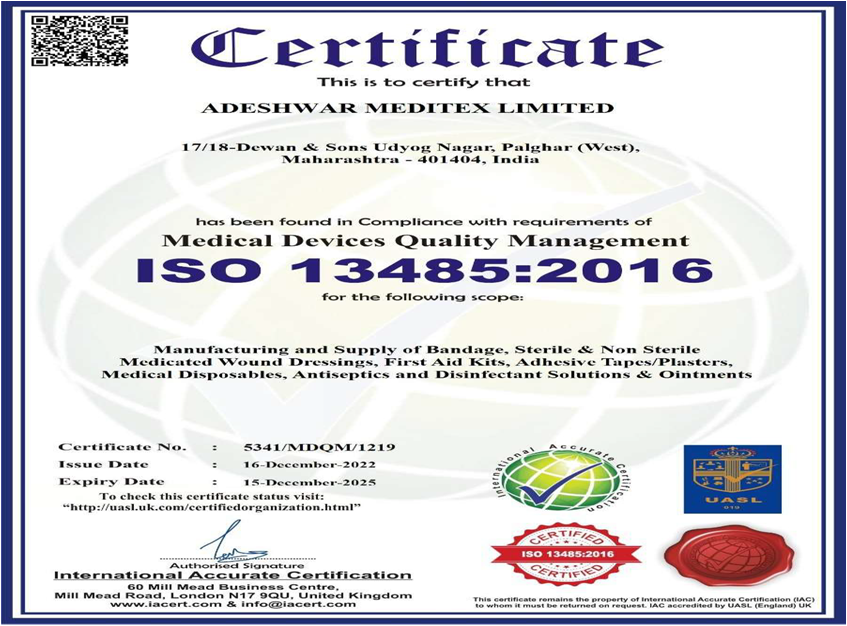 Certificate
This is to certify that
ADESHWAR MEDITEX LIMITED
17/18-Dewan & Sons Udyog Nagar, Palghar (West),
Maharashtra - 401404, India
has been found in Compliance with requirements of
Medical Devices Quality Management
ISO 13485:2016
for the following scope:
Manufacturing and Supply of Bandage, Sterile & Non Sterile
Medicated Wound Dressings, First Aid Kits, Adhesive Tapes/Plasters,
Medical Disposables, Antiseptics and Disinfectant Solutions & Ointments
Certificate No. : 5341/MDQM/1219
Issue Date : 16-December-2022
Expiry Date : 15-December-2025
To check this certificate status visit:
“http://uasl.uk.com/certifiedorganization.html”
Authorised Signature
International Accurate Certification
60 Mill Mead Business Centre,
Mill Mead Road, London N17 9QU, United Kingdom
www.iacert.com & info@iacert.com
International Accurate Certification
UASL
010
CERTIFIED
ISO 13485:2016
CERTIFIED
This certificate remains the property of International Accurate Certification (IAC)
to whom it must be returned on request. IAC accredited by UASL (England) UK